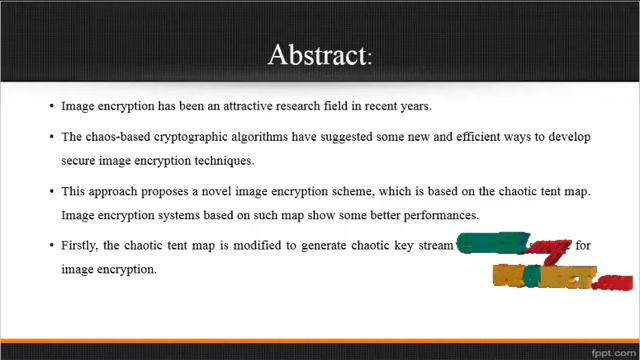 Abstract:
• Image encryption has been an attractive research field in recent years.
• The chaos-based cryptographic algorithms have suggested some new and efficient ways to develop
secure image encryption techniques.
• This approach proposes a novel image encryption scheme, which is based on the chaotic tent map.
Image encryption systems based on such map show some better performances.
• Firstly, the chaotic tent map is modified to generate chaotic key stream for
image encryption.
fppt.com